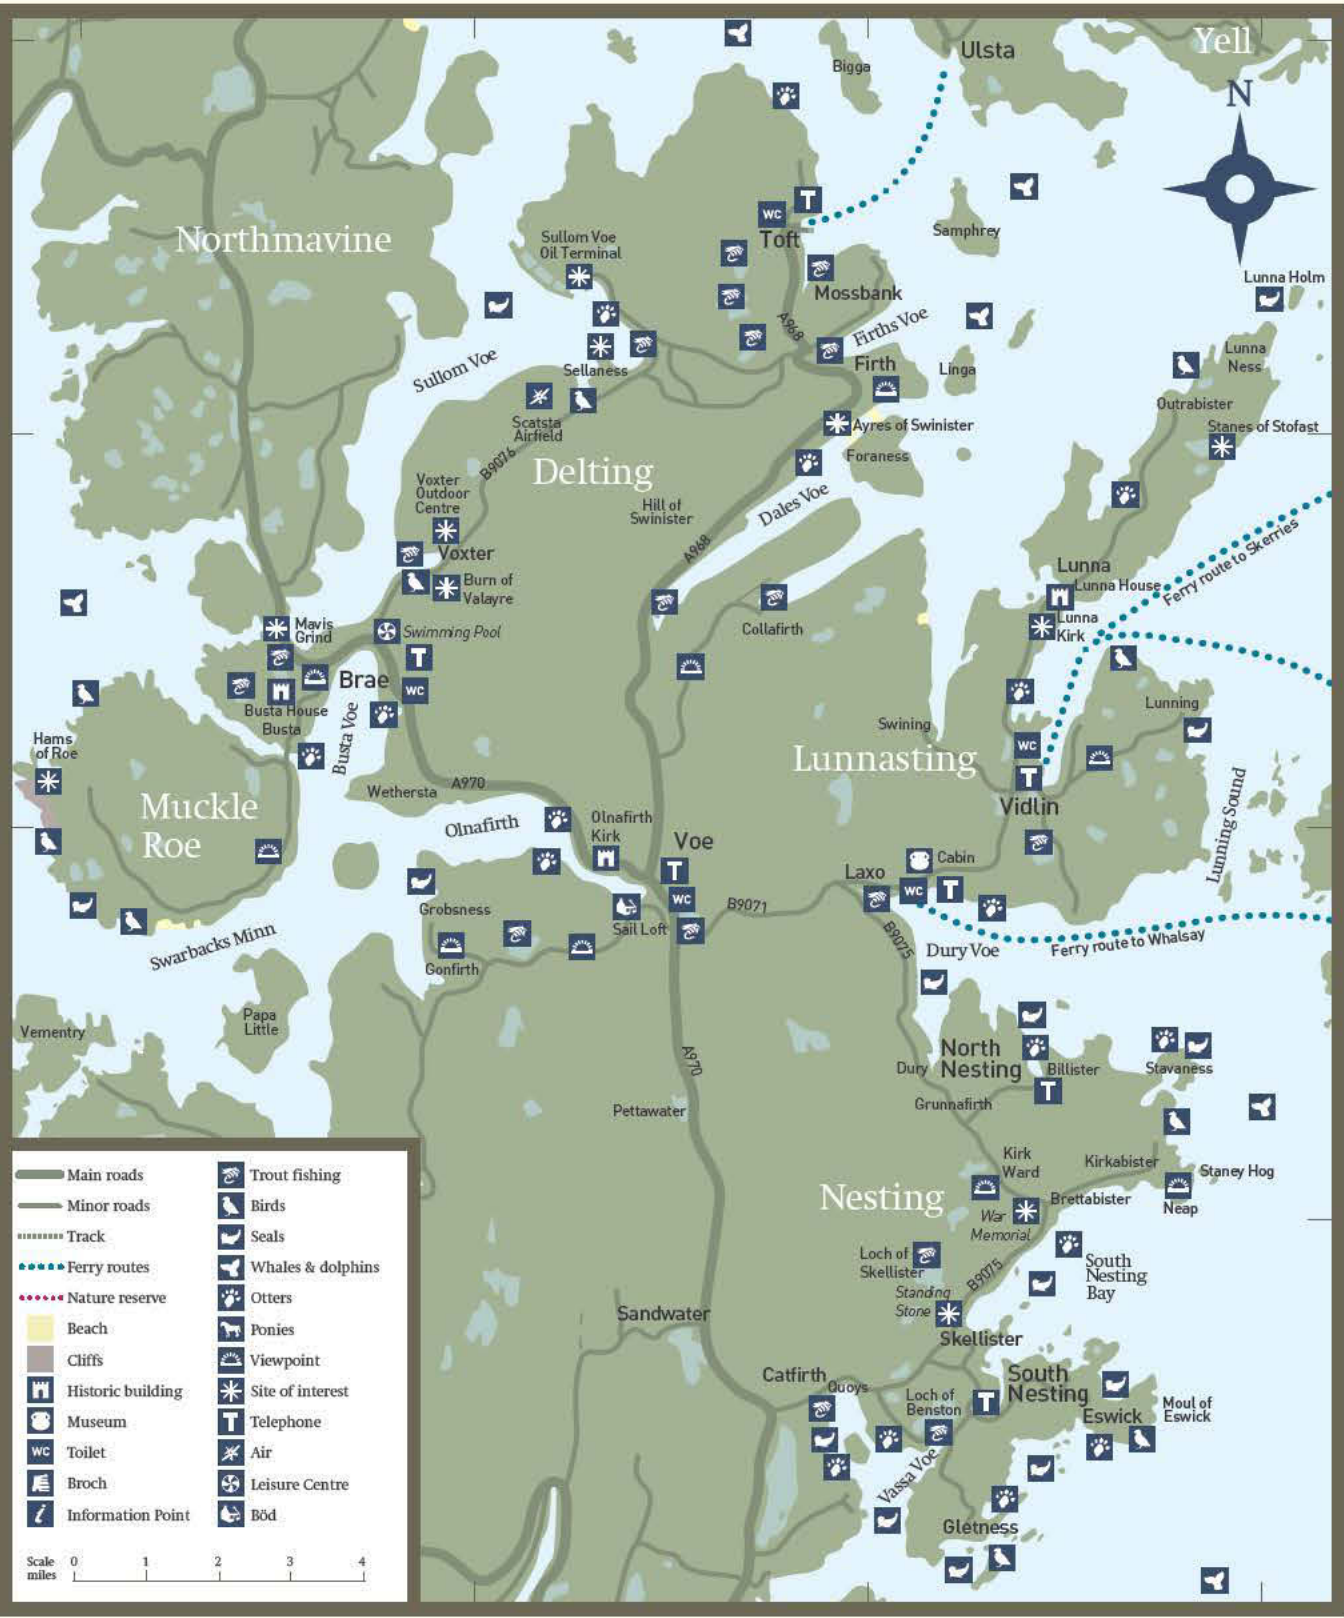 Yell
Ulsta
Bigga
N
Northmavine
Sullom Voe
Oil Terminal
WC
T
Toft
Samphrey
Lunna Holm
Mossbank
A968
Firths Voe
Sullom Voe
Sellaness
Firth
Linga
Lunna
Ness
Outrabister
Scatsta
Airfield
Ayres of Swinister
Stanes of Stofast
B9076
Delting
Foraness
Voxter
Outdoor
Centre
Hill of
Swinister
Dales Voe
A968
Voxter
Ferry route to Skerries
Burn of
Valayre
Lunna
Lunna House
Mavis
Grind
Swimming Pool
Collafirth
Lunna
Kirk
T
Brae
WC
Busta House
Busta
Busta Voe
Lunning
Swining
Hams
of Roe
WC
Lunnasting
T
Wethersta
A970
Vidlin
Muckle
Roe
Olnafirth
Olnafirth
Kirk
Voe
Lunning Sound
T
Cabin
Laxo
WC
T
WC
Grobsness
B9071
Sail Loft
Swarbacks Minn
B9075
Dury Voe
Ferry route to Whalsay
Gonfirth
Papa
Little
Vementry
North
Nesting
A970
Dury
Billister
Stavaness
T
Grunnafirth
Pettawater
Kirk
Ward
Kirkabister
Staney Hog
Nesting
Brettabister
Neap
War
Memorial
Loch of
Skellister
South
Nesting
Bay
B9075
Standing
Stone
Sandwater
Skellister
Catfirth
Quoys
South
Nesting
Loch of
Benston
T
Eswick
Moul of
Eswick
Vassa Voe
Gletness
Main roads
Minor roads
Track
Ferry routes
Nature reserve
Beach
Cliffs
Historic building
Museum
WC Toilet
Broch
i Information Point
Trout fishing
Birds
Seals
Whales & dolphins
Otters
Ponies
Viewpoint
Site of interest
T Telephone
Air
Leisure Centre
Böd
Scale
miles
0 1 2 3 4